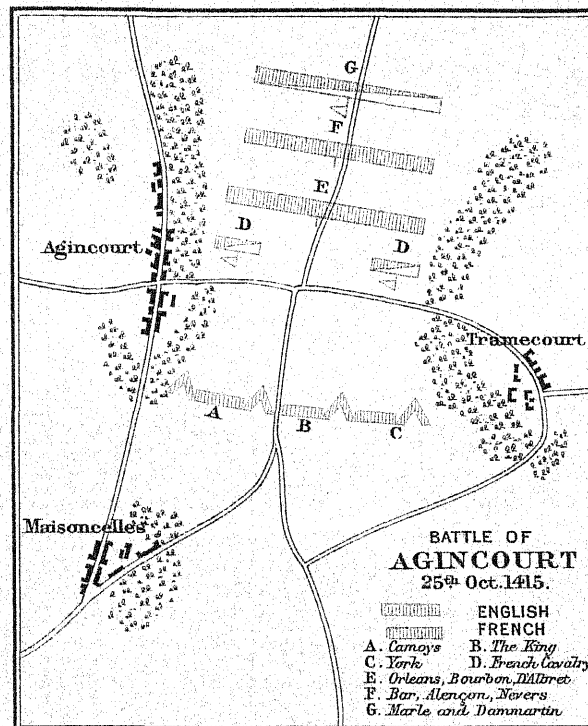 G
F
E
D D
Agincourt
Tramecourt
A B C
Maisoncelles
BATTLE OF
AGINCOURT
25th Oct. 1415.
ENGLISH
FRENCH
A. Camoys B. The King
C. York D. French Cavalry
E. Orleans, Bourbon, D'Albret
F. Bar, Alençon, Nevers
G. Marle and Dammartin